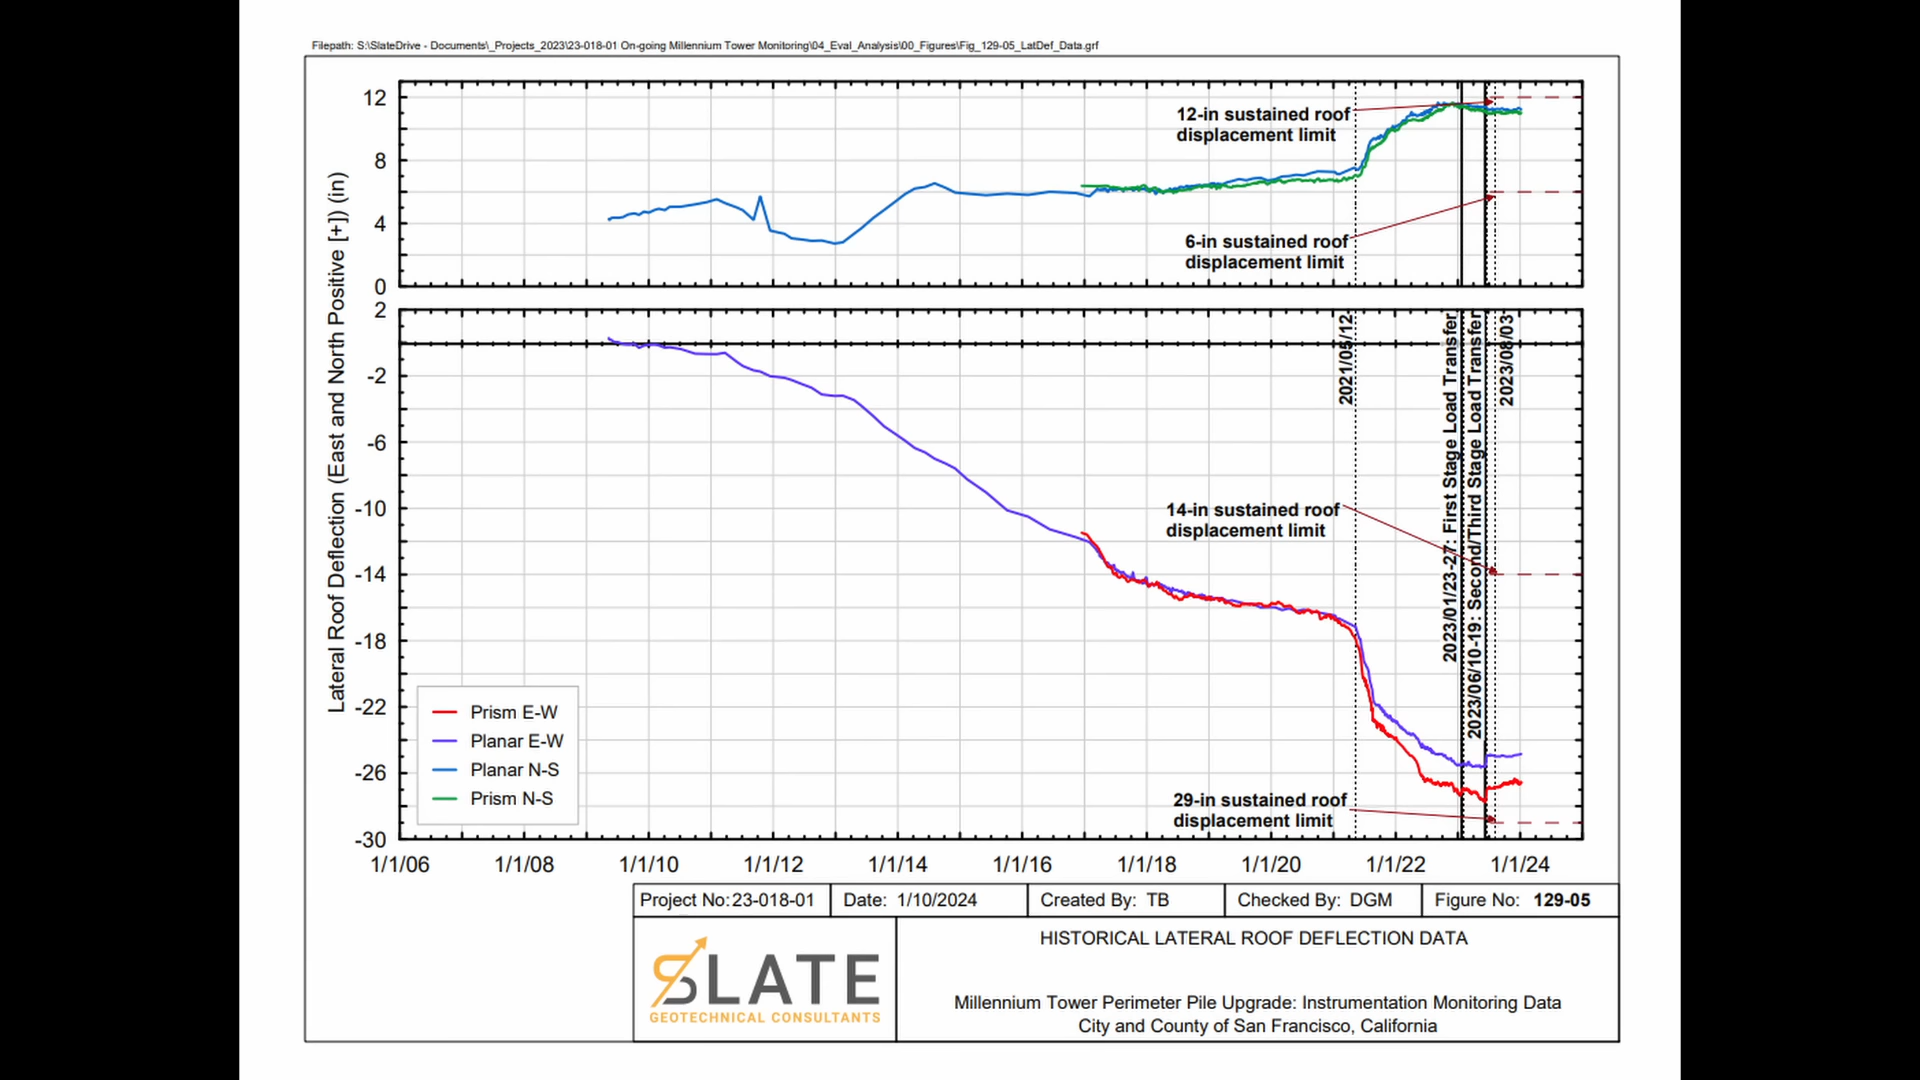 Filepath: S:\SlateDrive - Documents\_Projects_2023\23-018-01 On-going Millennium Tower Monitoring\04_Eval_Analysis\00_Figures\Fig_129-05_LatDef_Data.grf
Lateral Roof Deflection (East and North Positive [+]) (in)
12
8
4
0
12-in sustained roof
displacement limit
6-in sustained roof
displacement limit
2
-2
-6
-10
-14
-18
-22
-26
-30
2021/05/12
2023/01/23-27: First Stage Load Transfer
2023/06/10-19: Second/Third Stage Load Transfer
2023/08/03
14-in sustained roof
displacement limit
29-in sustained roof
displacement limit
Prism E-W
Planar E-W
Planar N-S
Prism N-S
1/1/06 1/1/08 1/1/10 1/1/12 1/1/14 1/1/16 1/1/18 1/1/20 1/1/22 1/1/24
Project No: 23-018-01 Date: 1/10/2024 Created By: TB Checked By: DGM Figure No: 129-05
SLATE
GEOTECHNICAL CONSULTANTS
HISTORICAL LATERAL ROOF DEFLECTION DATA
Millennium Tower Perimeter Pile Upgrade: Instrumentation Monitoring Data
City and County of San Francisco, California